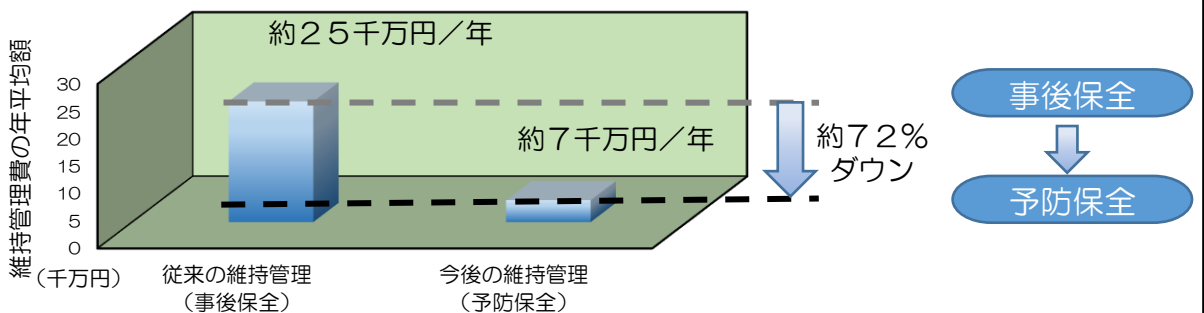 維持管理費の年平均額
約２５千万円／年
30
25
20
15
10
5
0
（千万円）
約７千万円／年
約７２％
ダウン
従来の維持管理
（事後保全）
今後の維持管理
（予防保全）
事後保全
予防保全